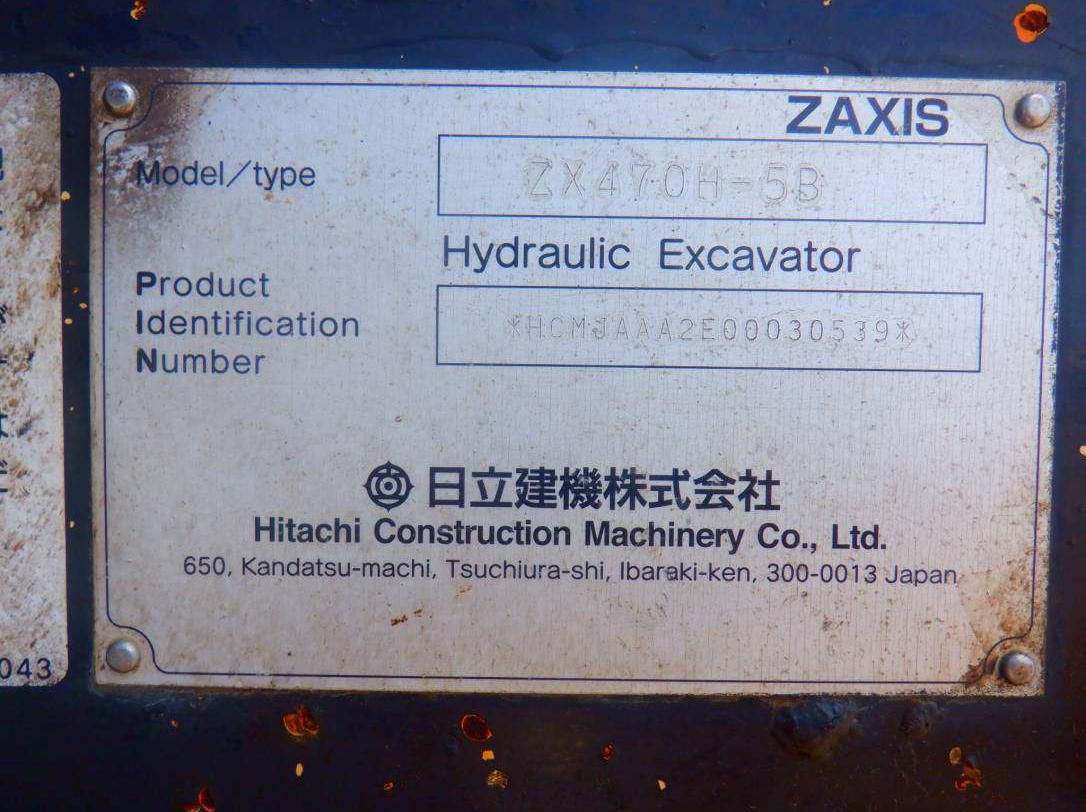 ZAXIS
Model/type
ZX470H-5B
Hydraulic Excavator
Product
Identification
Number
*HCMJAAA2E00030539*
日立建機株式会社
Hitachi Construction Machinery Co., Ltd.
650, Kandatsu-machi, Tsuchiura-shi, Ibaraki-ken, 300-0013 Japan
043